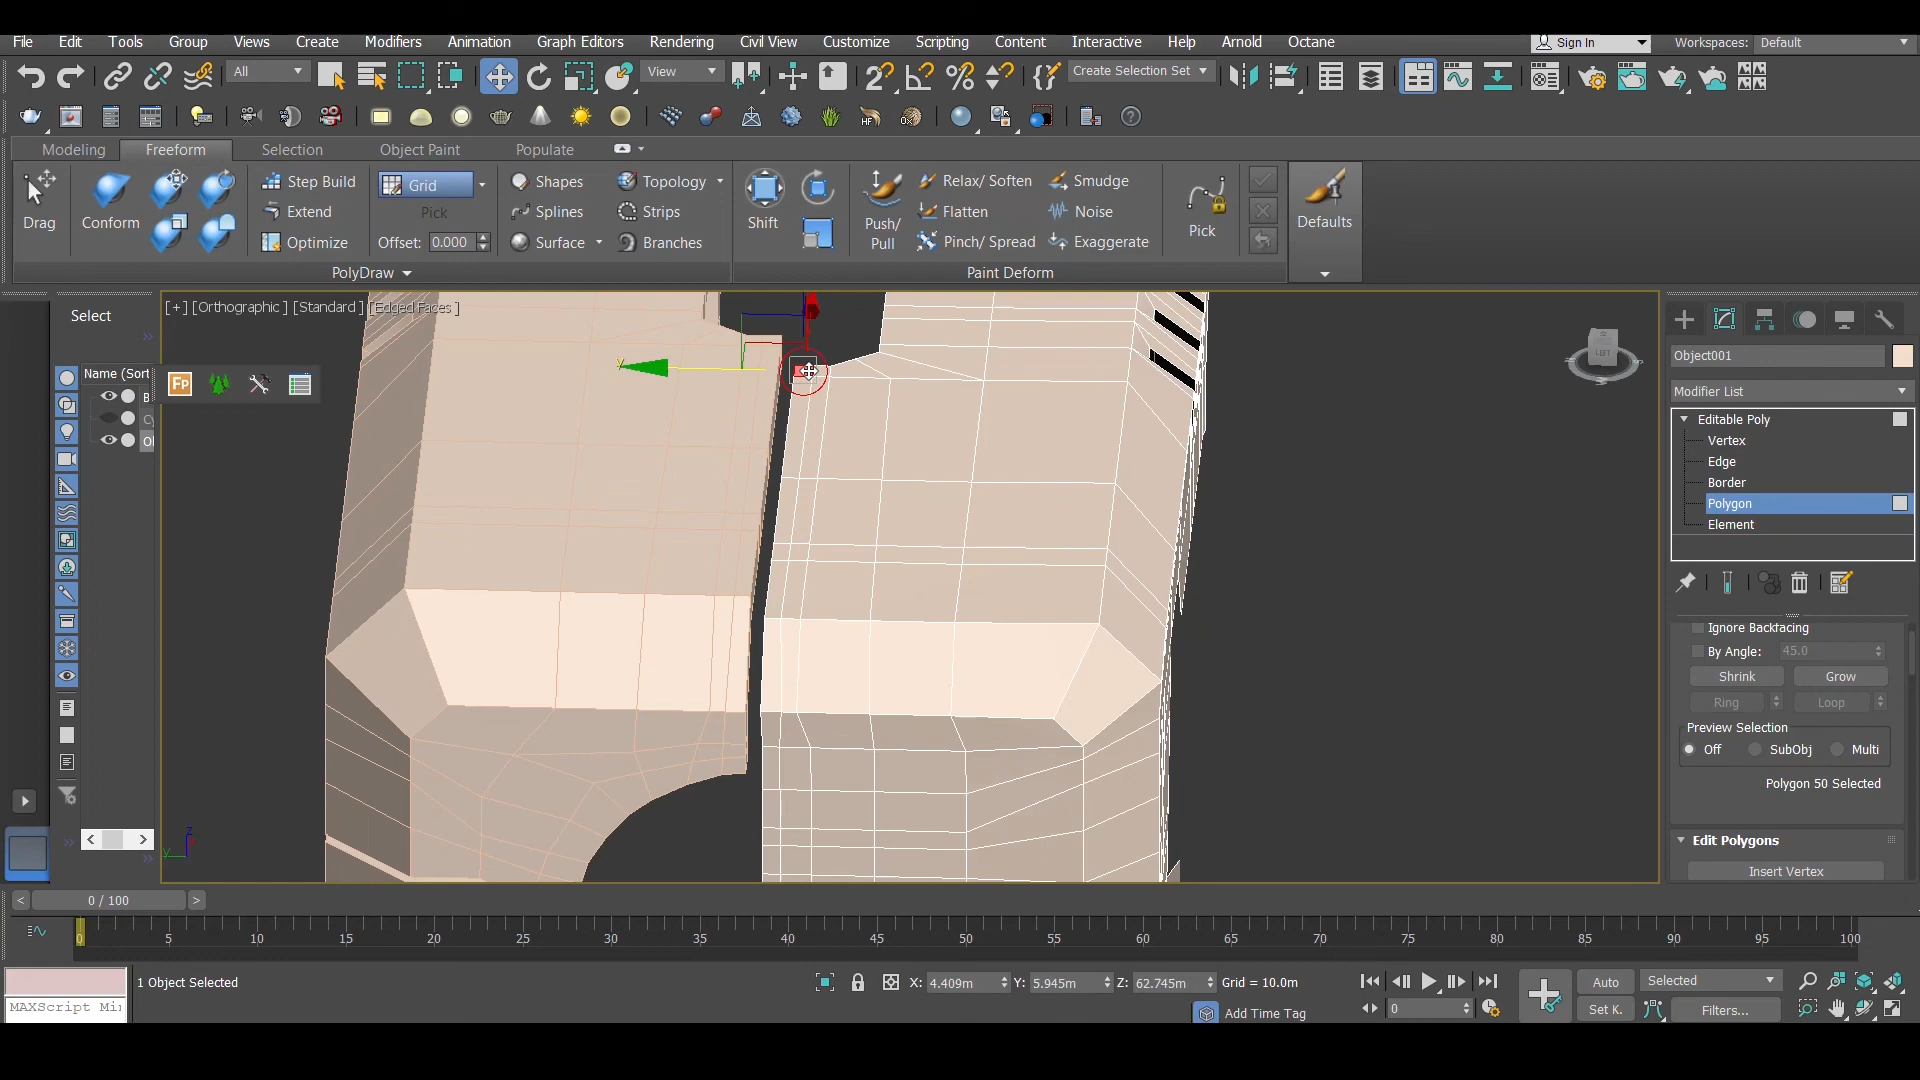 File Edit Tools Group Views Create Modifiers Animation Graph Editors Rendering Civil View Customize Scripting Content Interactive Help Arnold Octane Sign In Workspaces: Default
All View Create Selection Set
HF
Modeling Freeform Selection Object Paint Populate
Step Build Grid Shapes Topology Relax/Soften Smudge
Drag Conform Extend Pick Splines Strips Shift Push/ Pull Flatten Noise Pick Defaults
Optimize Offset: 0.000 Surface Branches Pinch/ Spread Exaggerate
PolyDraw Paint Deform
Select
[+] [Orthographic ] [Standard ] [Edged Faces ]
Name (Sort
Fp
B
C
O
y
LEFT
Object001
Modifier List
Editable Poly
Vertex
Edge
Border
Polygon
Element
Ignore Backfacing
By Angle: 45.0
Shrink Grow
Ring Loop
Preview Selection
Off SubObj Multi
Polygon 50 Selected
Edit Polygons
Insert Vertex
z
y
< >
< 0 / 100 >
0 5 10 15 20 25 30 35 40 45 50 55 60 65 70 75 80 85 90 95 100
1 Object Selected X: 4.409m Y: 5.945m Z: 62.745m Grid = 10.0m Auto Selected
MAXScript Mi Add Time Tag 0 Set K. Filters...